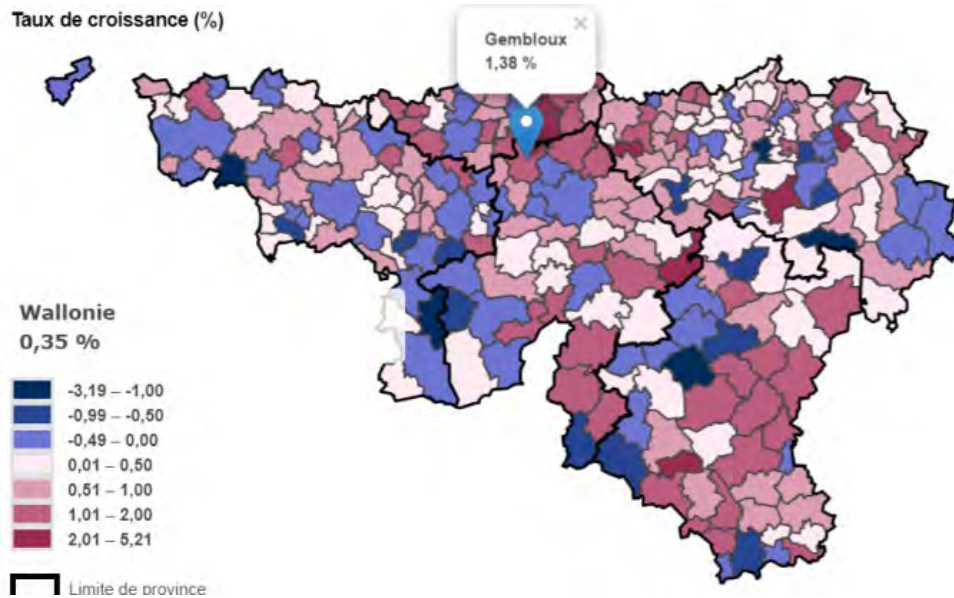 Taux de croissance (%)
Gembloux
1,38 %
Wallonie
0,35 %
-3,19 – -1,00
-0,99 – -0,50
-0,49 – 0,00
0,01 – 0,50
0,51 – 1,00
1,01 – 2,00
2,01 – 5,21
Limite de province